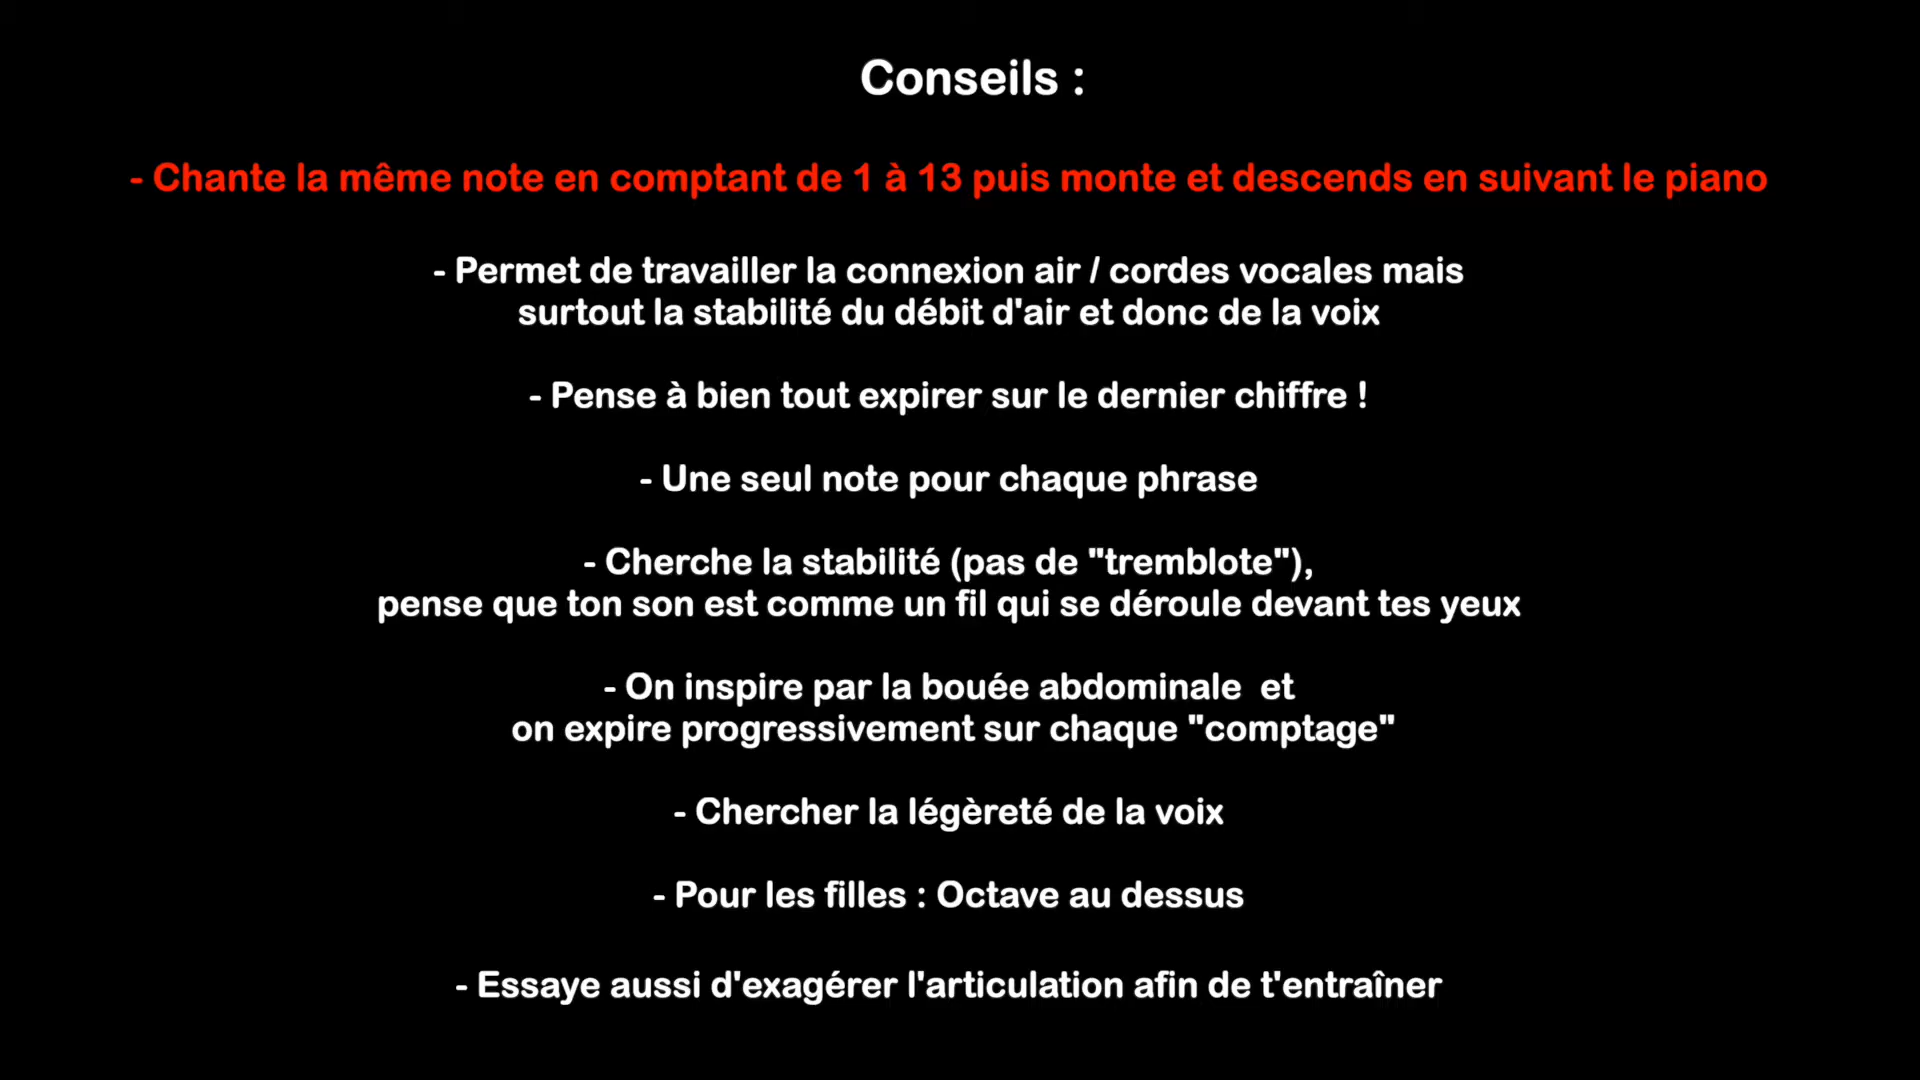 Conseils :
- Chante la même note en comptant de 1 à 13 puis monte et descends en suivant le piano
- Permet de travailler la connexion air / cordes vocales mais
surtout la stabilité du débit d'air et donc de la voix
- Pense à bien tout expirer sur le dernier chiffre !
- Une seul note pour chaque phrase
- Cherche la stabilité (pas de "tremblote"),
pense que ton son est comme un fil qui se déroule devant tes yeux
- On inspire par la bouée abdominale  et
on expire progressivement sur chaque "comptage"
- Chercher la légèreté de la voix
- Pour les filles : Octave au dessus
- Essaye aussi d'exagérer l'articulation afin de t'entraîner